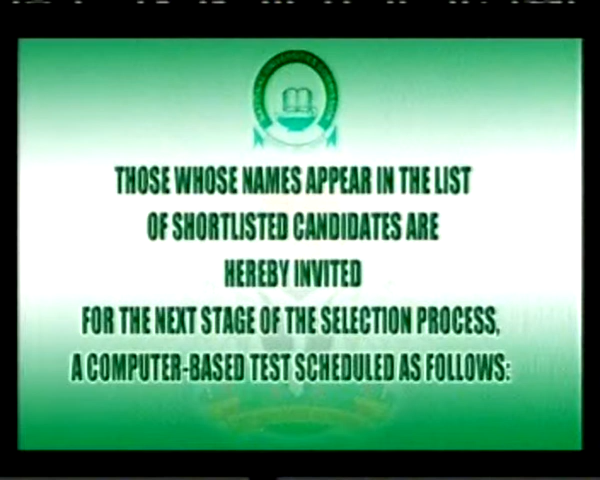 THOSE WHOSE NAMES APPEAR IN THE LIST
OF SHORTLISTED CANDIDATES ARE
HEREBY INVITED
FOR THE NEXT STAGE OF THE SELECTION PROCESS,
A COMPUTER-BASED TEST SCHEDULED AS FOLLOWS: